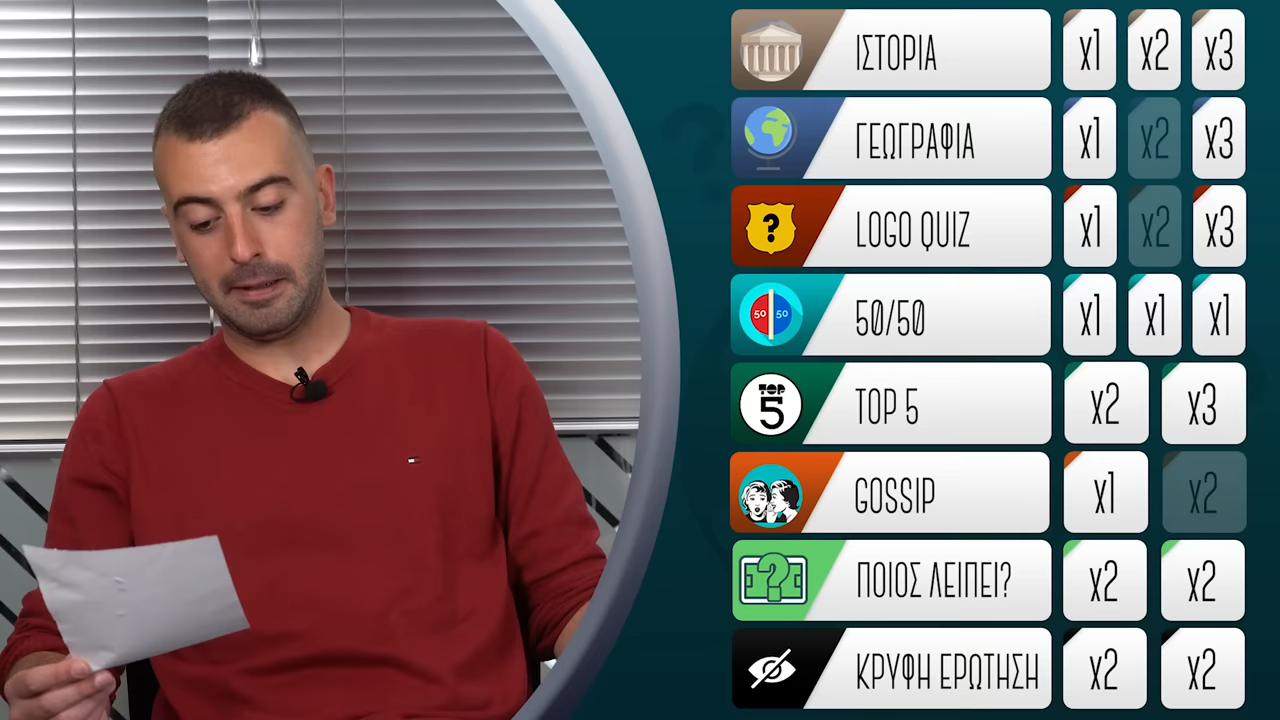 ΙΣΤΟΡΙΑ x1 x2 x3
ΓΕΩΓΡΑΦΙΑ x1 x2 x3
? LOGO QUIZ x1 x2 x3
50 50 50/50 x1 x1 x1
TOP 5 TOP 5 x2 x3
GOSSIP x1 x2
? ΠΟΙΟΣ ΛΕΙΠΕΙ? x2 x2
ΚΡΥΦΗ ΕΡΩΤΗΣΗ x2 x2